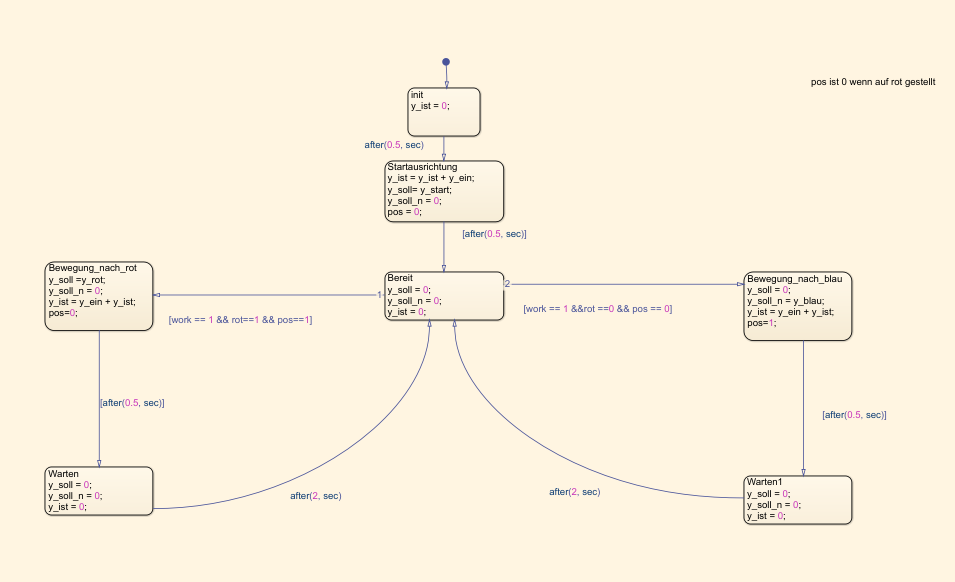 pos ist 0 wenn auf rot gestellt
init
y_ist = 0;
after(0.5, sec)
Startausrichtung
y_ist = y_ist + y_ein;
y_soll= y_start;
y_soll_n = 0;
pos = 0;
[after(0.5, sec)]
Bewegung_nach_rot
y_soll =y_rot;
y_soll_n = 0;
y_ist = y_ein + y_ist;
pos=0;
1
[work == 1 && rot==1 && pos==1]
Bereit
y_soll = 0;
y_soll_n = 0;
y_ist = 0;
2
[work == 1 &&rot ==0 && pos == 0]
Bewegung_nach_blau
y_soll = 0;
y_soll_n = y_blau;
y_ist = y_ein + y_ist;
pos=1;
[after(0.5, sec)]
[after(0.5, sec)]
Warten
y_soll = 0;
y_soll_n = 0;
y_ist = 0;
after(2, sec)
after(2, sec)
Warten1
y_soll = 0;
y_soll_n = 0;
y_ist = 0;